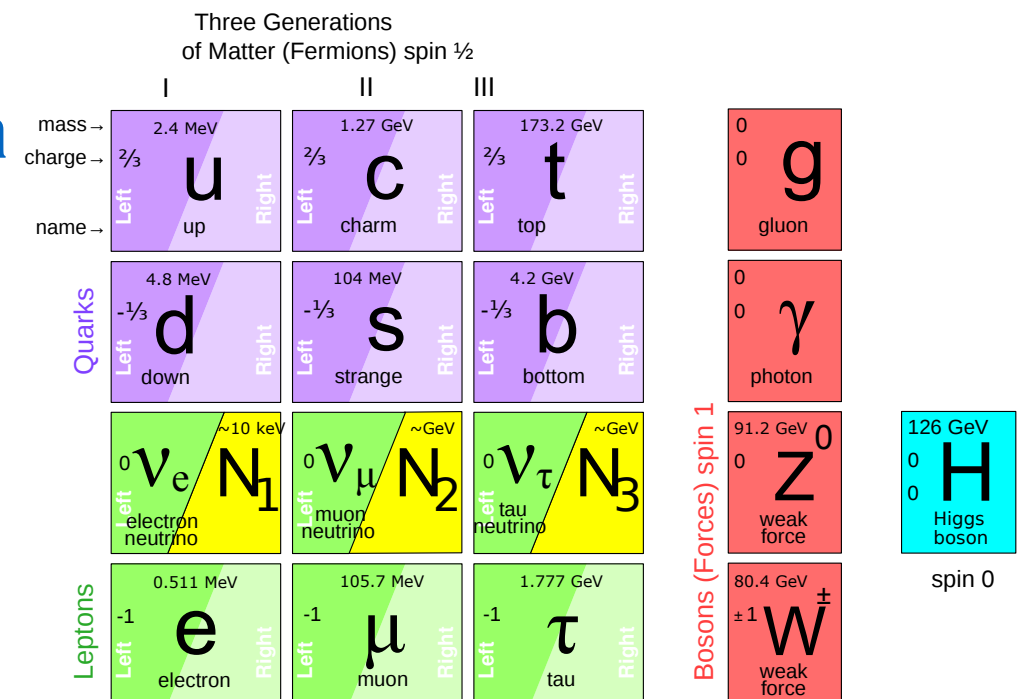 Three Generations
of Matter (Fermions) spin ½
I II III
mass→
charge→
name→
2.4 MeV
⅔
u
Left
Right
up
1.27 GeV
⅔
c
Left
Right
charm
173.2 GeV
⅔
t
Left
Right
top
0
0
g
gluon
Quarks
4.8 MeV
-⅓
d
Left
Right
down
104 MeV
-⅓
s
Left
Right
strange
4.2 GeV
-⅓
b
Left
Right
bottom
0
0
γ
photon
~10 keV
0
νe
N1
Left
electron
neutrino
~GeV
0
νμ
N2
Left
muon
neutrino
~GeV
0
ντ
N3
Left
tau
neutrino
Bosons (Forces) spin 1
91.2 GeV
0
Z0
weak
force
126 GeV
0
0
H
Higgs
boson
spin 0
Leptons
0.511 MeV
-1
e
Left
Right
electron
105.7 MeV
-1
μ
Left
Right
muon
1.777 GeV
-1
τ
Left
Right
tau
80.4 GeV
±1
W±
weak
force